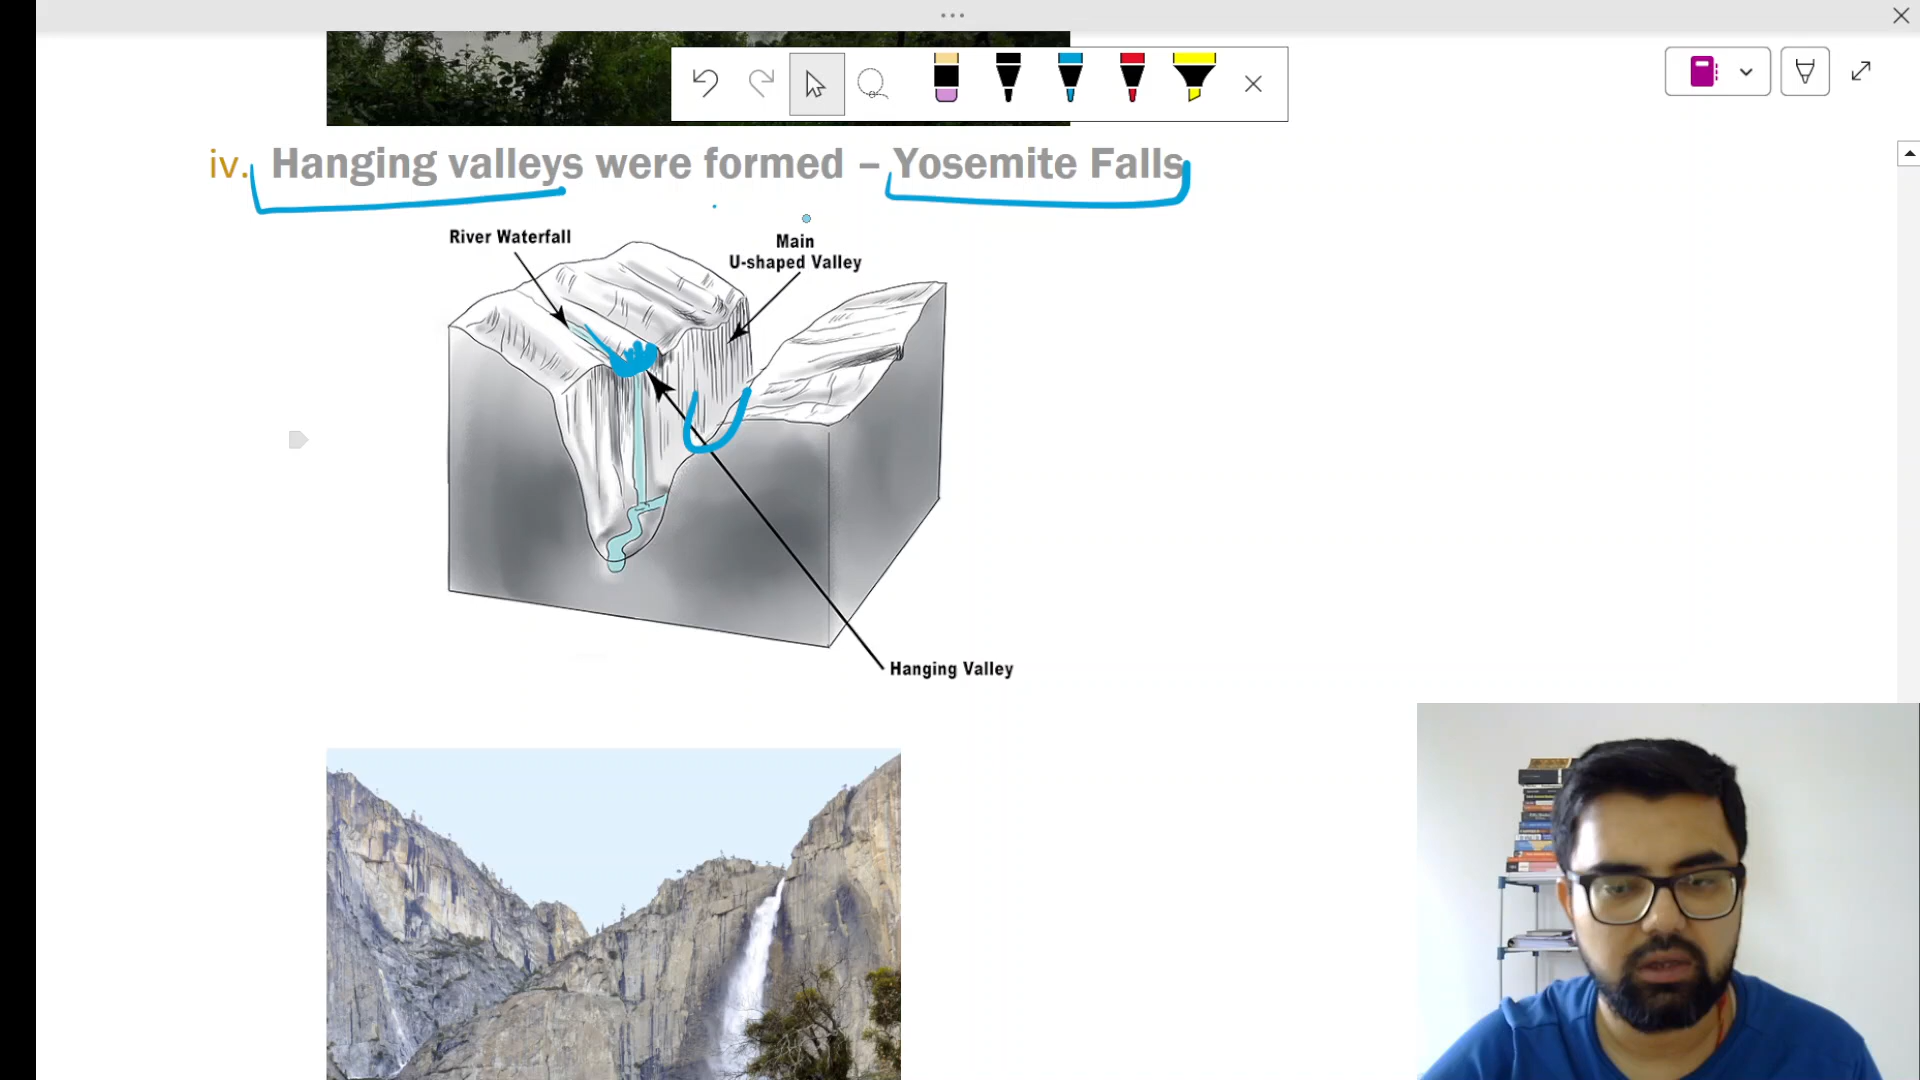 iv. Hanging valleys were formed – Yosemite Falls
River Waterfall
Main
U-shaped Valley
Hanging Valley